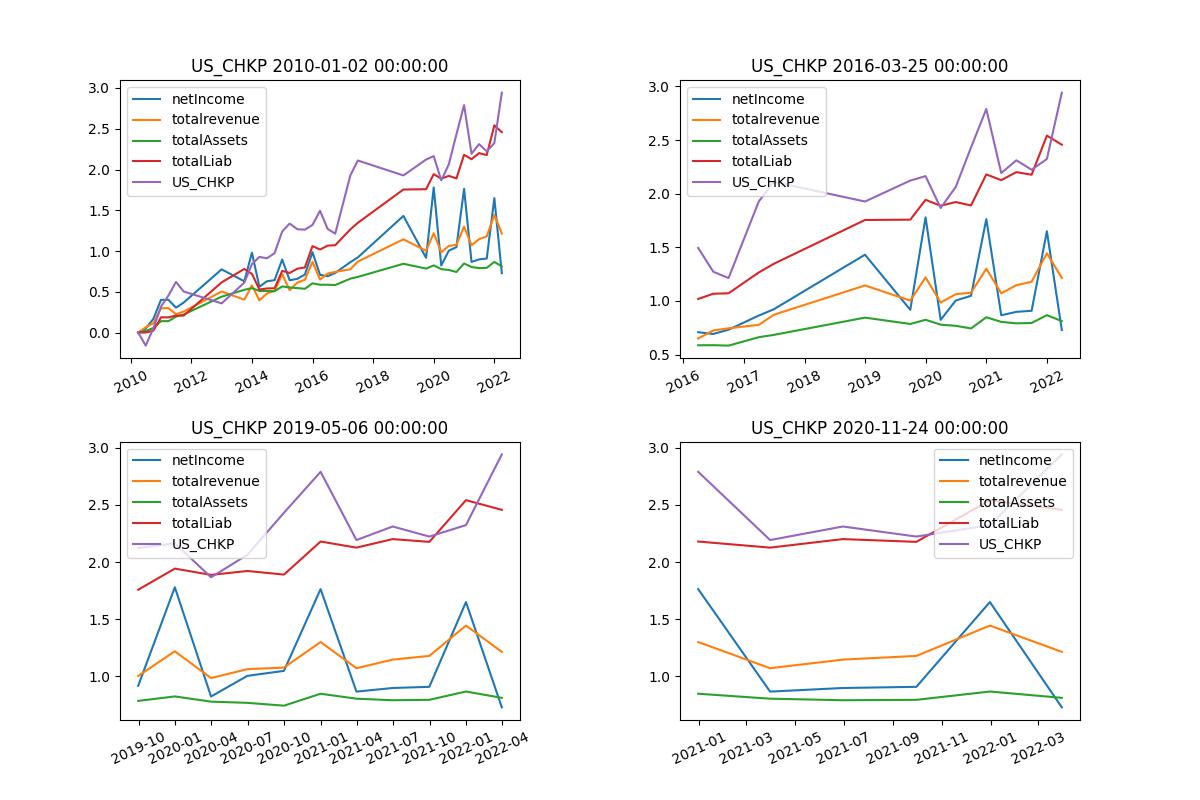 US_CHKP 2010-01-02 00:00:00
3.0
2.5
2.0
1.5
1.0
0.5
0.0
netIncome
totalrevenue
totalAssets
totalLiab
US_CHKP
2010 2012 2014 2016 2018 2020 2022
US_CHKP 2016-03-25 00:00:00
3.0
2.5
2.0
1.5
1.0
0.5
netIncome
totalrevenue
totalAssets
totalLiab
US_CHKP
2016 2017 2018 2019 2020 2021 2022
US_CHKP 2019-05-06 00:00:00
3.0
2.5
2.0
1.5
1.0
netIncome
totalrevenue
totalAssets
totalLiab
US_CHKP
2019-10 2020-01 2020-04 2020-07 2020-10 2021-01 2021-04 2021-07 2021-10 2022-01 2022-04
US_CHKP 2020-11-24 00:00:00
3.0
2.5
2.0
1.5
1.0
netIncome
totalrevenue
totalAssets
totalLiab
US_CHKP
2021-01 2021-03 2021-05 2021-07 2021-09 2021-11 2022-01 2022-03